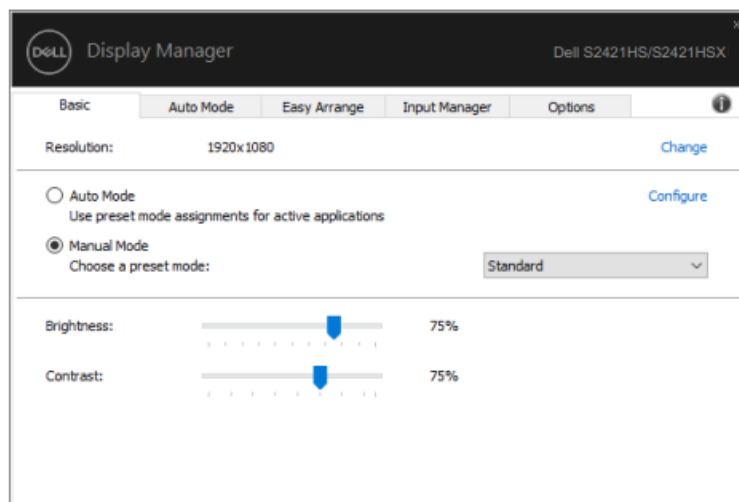 DELL
Display Manager
Dell S2421HS/S2421HSX
Basic
Auto Mode
Easy Arrange
Input Manager
Options
Resolution:
1920x1080
Change
Auto Mode
Configure
Use preset mode assignments for active applications
Manual Mode
Choose a preset mode:
Standard
Brightness:
75%
Contrast:
75%